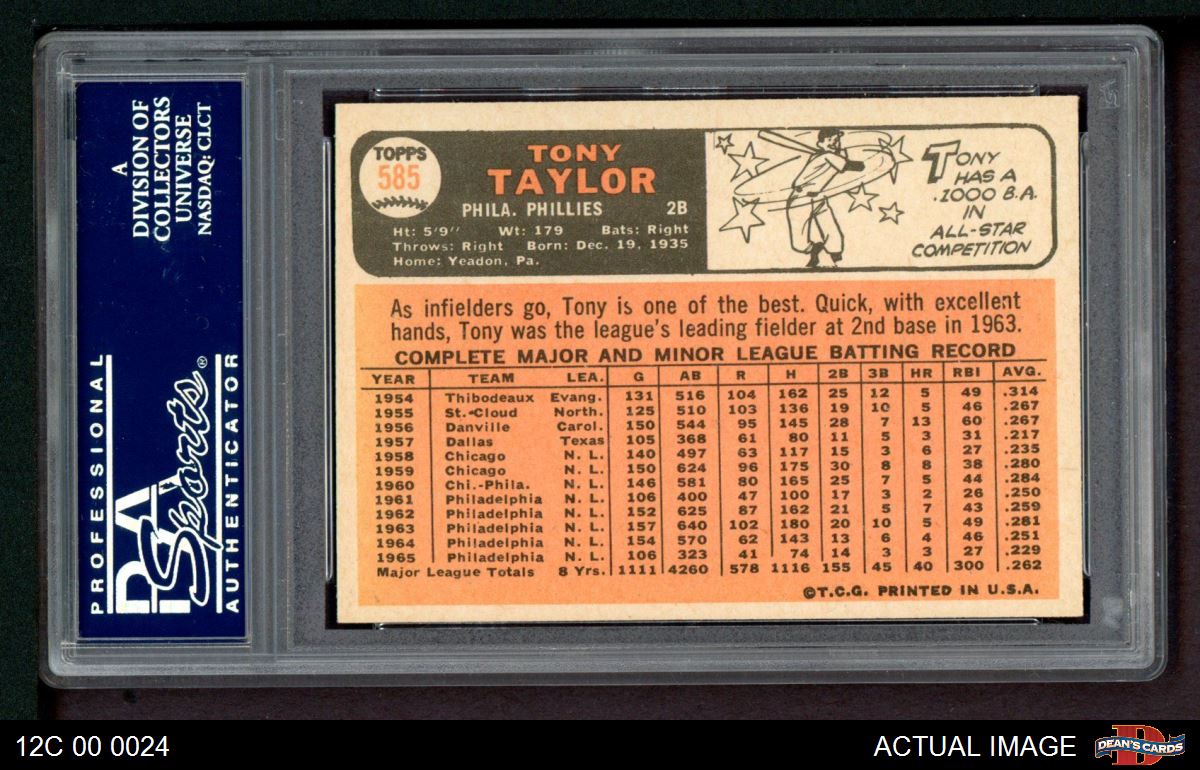 A
DIVISION OF
COLLECTORS
UNIVERSE
NASDAQ: CLCT
PROFESSIONAL
PSA
Sports®
AUTHENTICATOR
TOPPS
585
TONY
TAYLOR
PHILA. PHILLIES 2B
Ht: 5'9" Wt: 179 Bats: Right
Throws: Right Born: Dec. 19, 1935
Home: Yeadon, Pa.
TONY
HAS A
.1000 B.A.
IN
ALL-STAR
COMPETITION
As infielders go, Tony is one of the best. Quick, with excellent
hands, Tony was the league's leading fielder at 2nd base in 1963.
COMPLETE MAJOR AND MINOR LEAGUE BATTING RECORD
YEAR TEAM LEA. G AB R H 2B 3B HR RBI AVG.
1954 Thibodeaux Evang. 131 516 104 162 25 12 5 49 .314
1955 St.-Cloud North. 125 510 103 136 19 10 5 46 .267
1956 Danville Carol. 150 544 95 145 28 7 13 60 .267
1957 Dallas Texas 105 368 61 80 11 5 3 31 .217
1958 Chicago N. L. 140 497 63 117 15 3 6 27 .235
1959 Chicago N. L. 150 624 96 175 30 8 8 38 .280
1960 Chi.-Phila. N. L. 146 581 80 165 25 7 5 44 .284
1961 Philadelphia N. L. 106 400 47 100 17 3 2 26 .250
1962 Philadelphia N. L. 152 625 87 162 21 5 7 43 .259
1963 Philadelphia N. L. 157 640 102 180 20 10 5 49 .281
1964 Philadelphia N. L. 154 570 62 143 13 6 4 46 .251
1965 Philadelphia N. L. 106 323 41 74 14 3 3 27 .229
Major League Totals 8 Yrs. 1111 4260 578 1116 155 45 40 300 .262
©T.C.G. PRINTED IN U.S.A.
12C 00 0024
ACTUAL IMAGE
DEAN'S CARDS